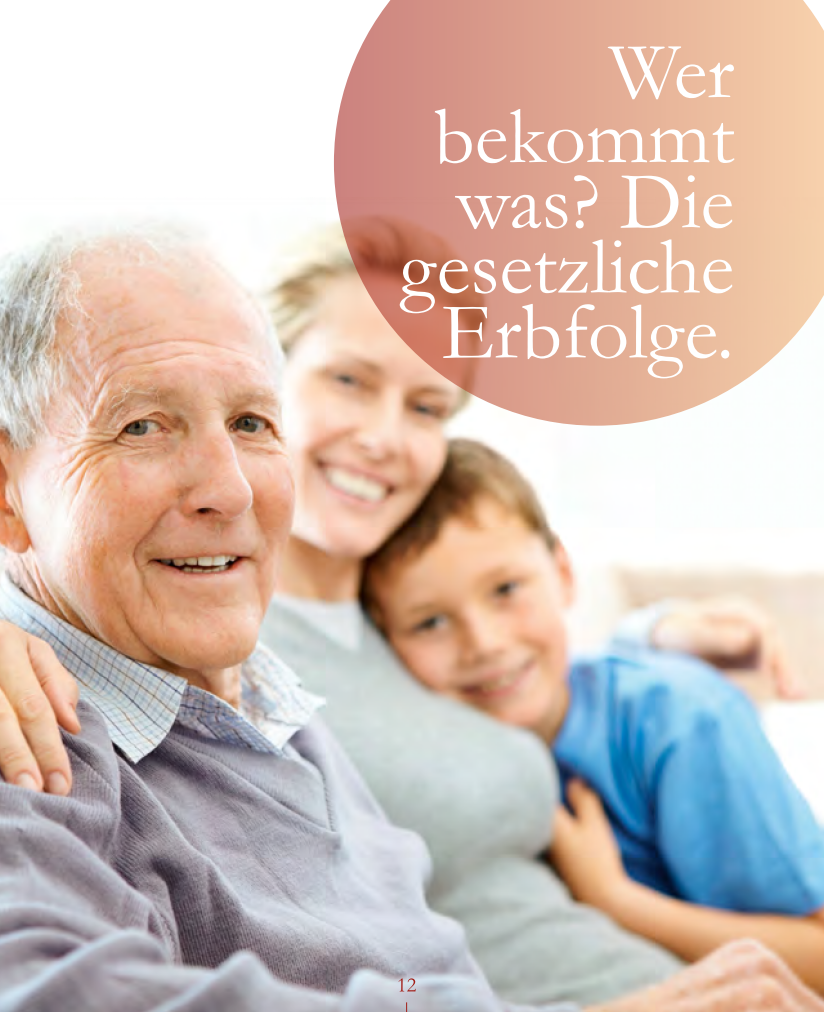 Wer
bekommt
was? Die
gesetzliche
Erbfolge.
12